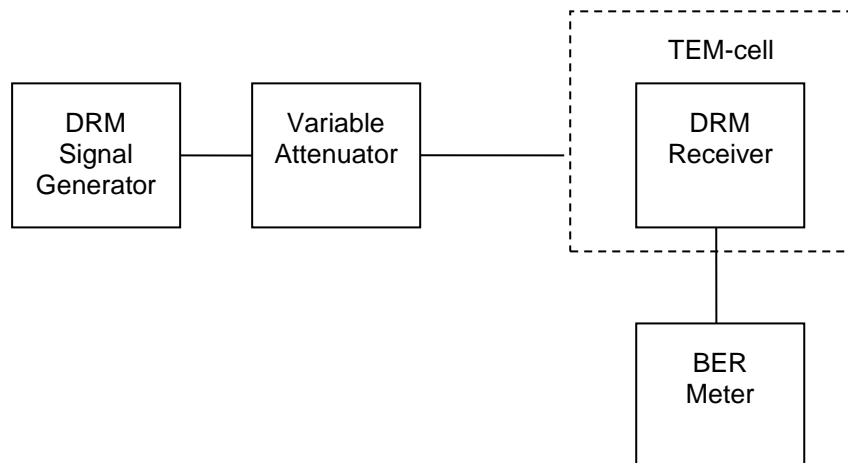 TEM-cell
DRM
Signal
Generator
Variable
Attenuator
DRM
Receiver
BER
Meter